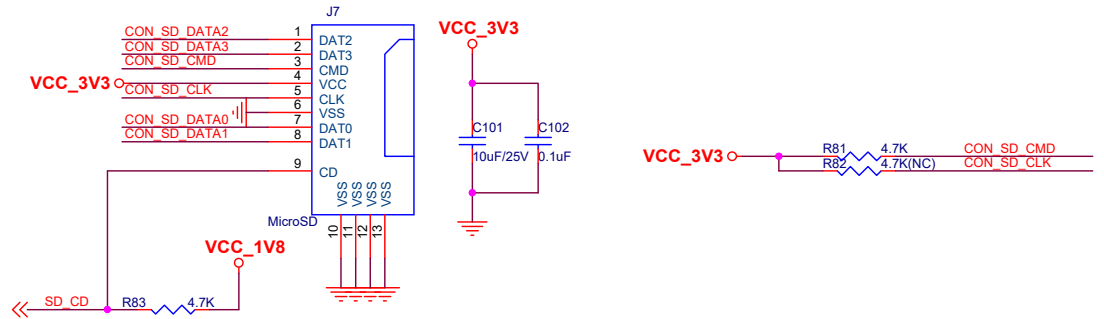 J7
CON_SD_DATA2 1 DAT2
CON_SD_DATA3 2 DAT3
CON_SD_CMD 3 CMD
VCC_3V3 4 VCC
CON_SD_CLK 5 CLK
6 VSS
CON_SD_DATA0 7 DAT0
CON_SD_DATA1 8 DAT1
9 CD
VSS VSS VSS VSS
MicroSD
10 11 12 13
VCC_1V8
SD_CD R83 4.7K
VCC_3V3
C101 C102
10uF/25V 0.1uF
VCC_3V3
R81 4.7K CON_SD_CMD
R82 4.7K(NC) CON_SD_CLK